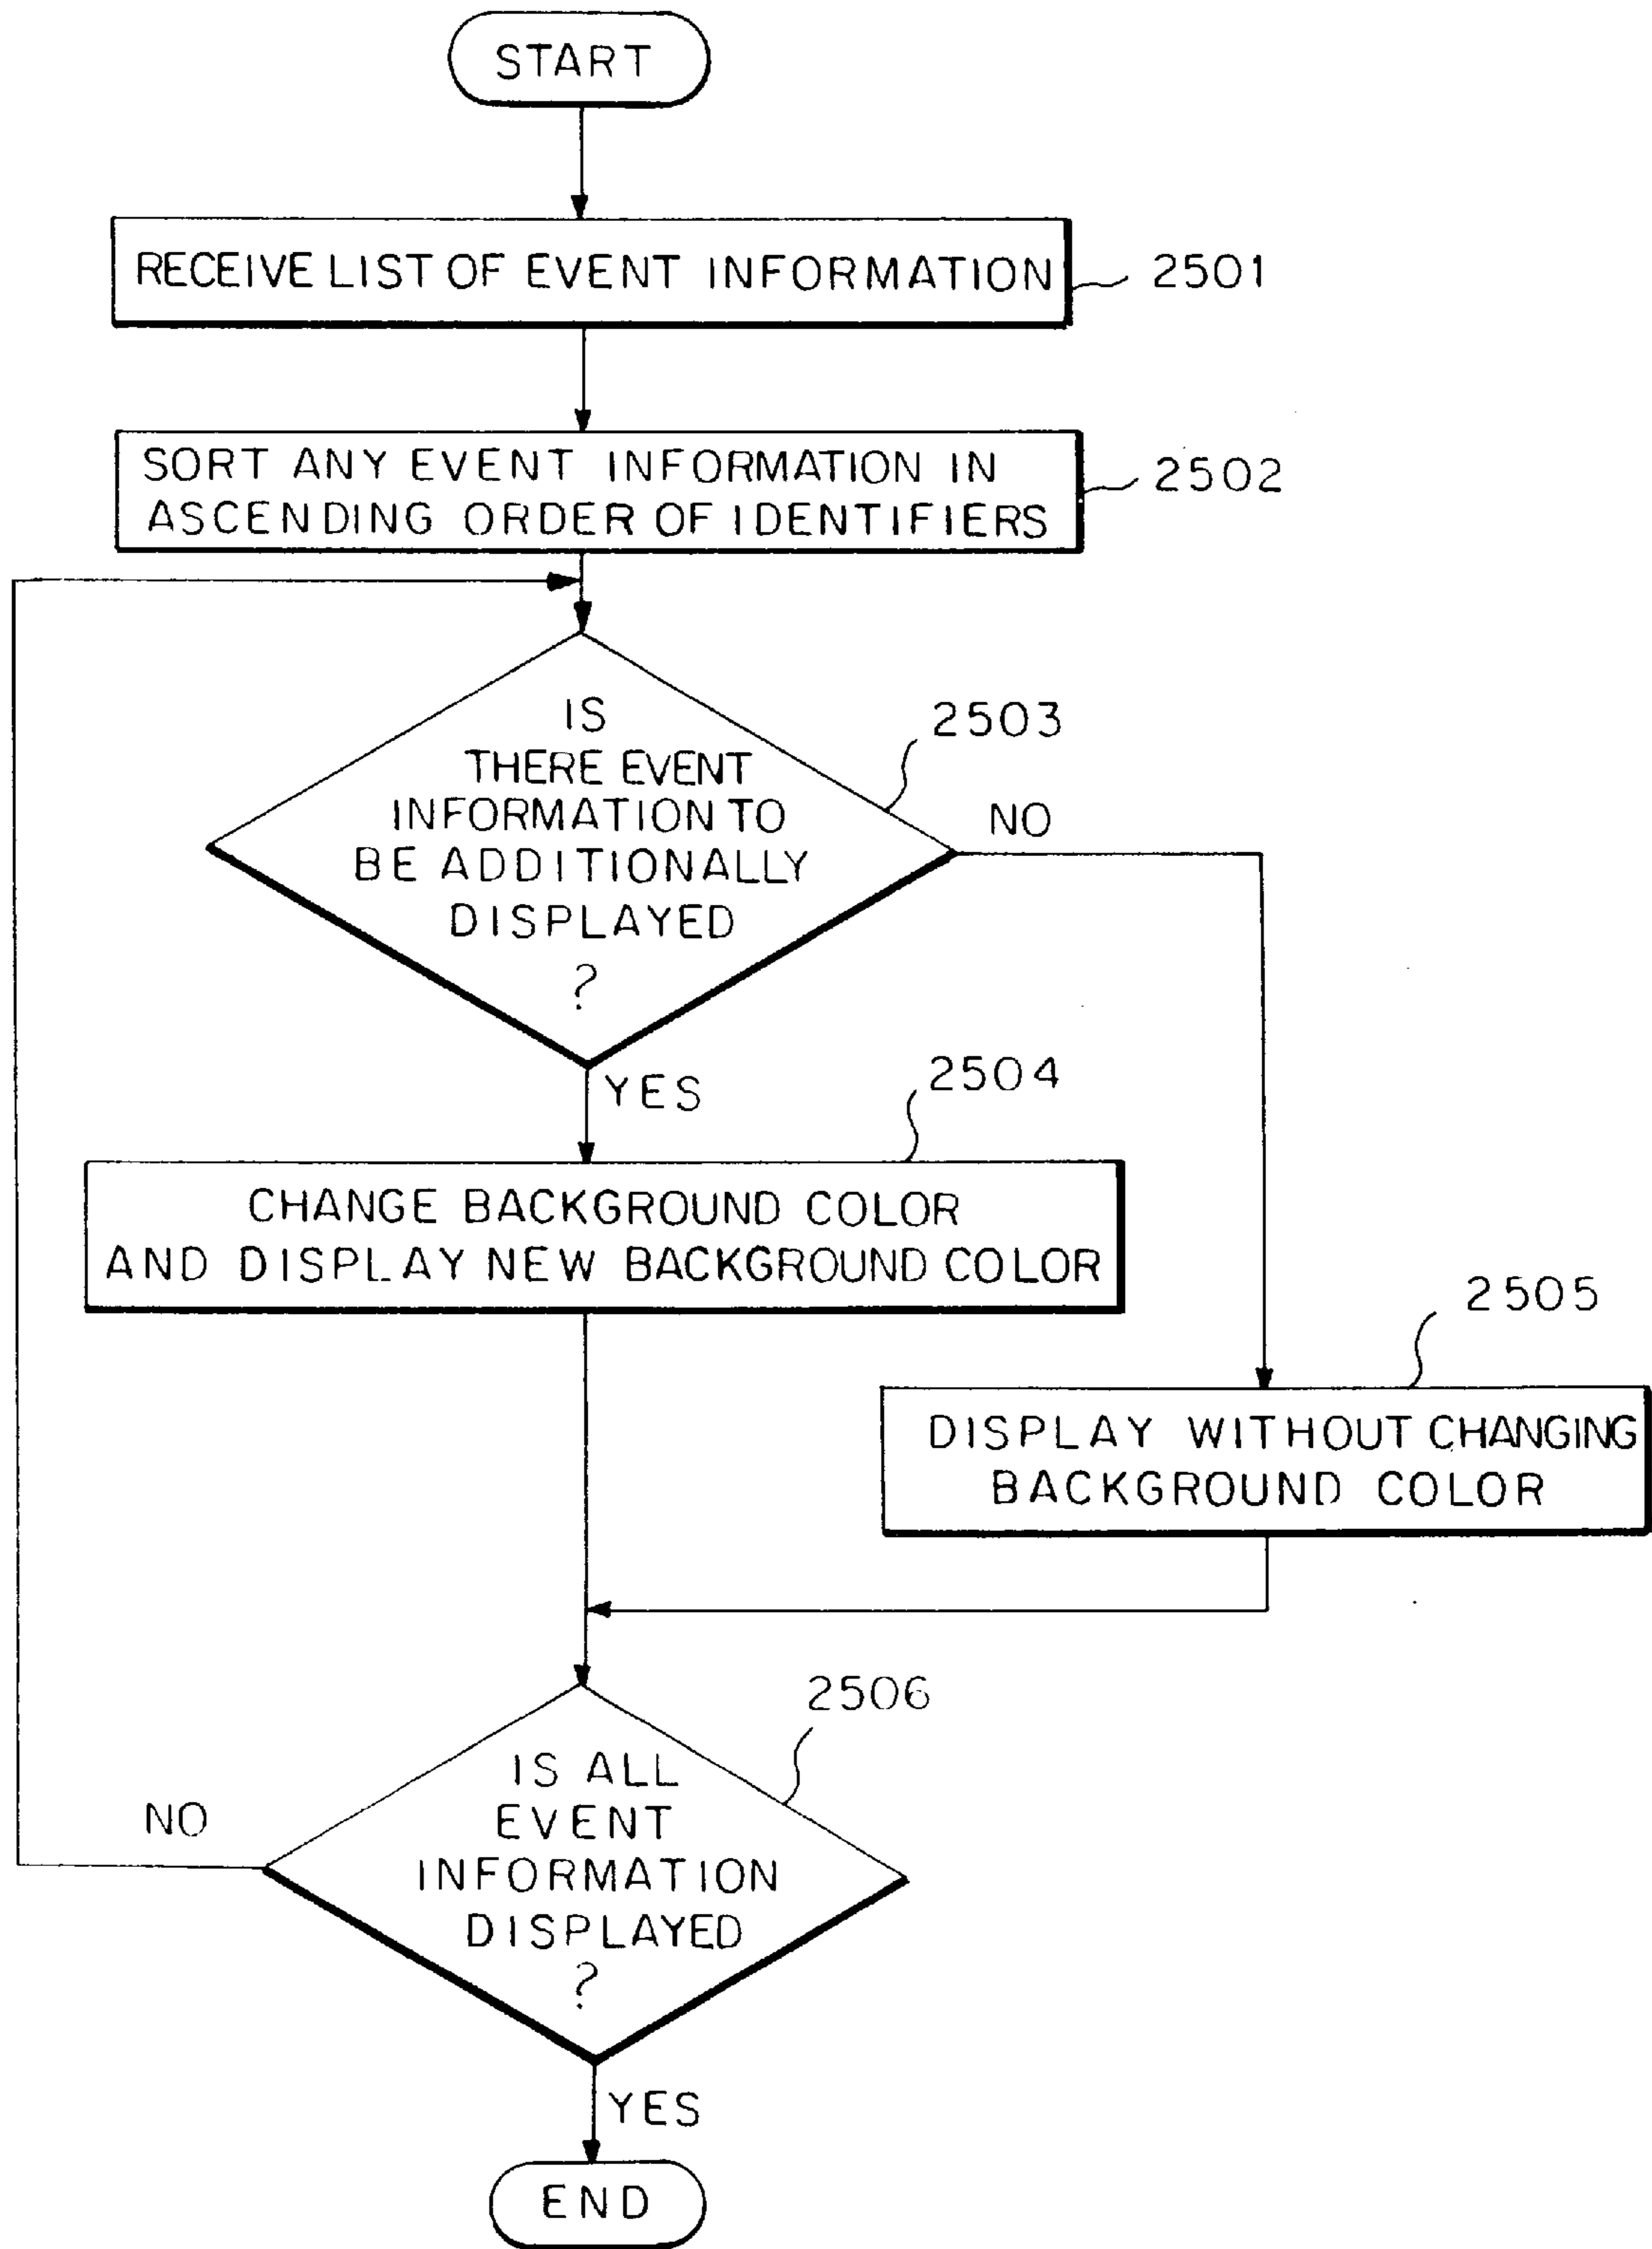 START
RECEIVE LIST OF EVENT INFORMATION
2501
SORT ANY EVENT INFORMATION IN
ASCENDING ORDER OF IDENTIFIERS
2502
2503
IS
THERE EVENT
INFORMATION TO
BE ADDITIONALLY
DISPLAYED
?
NO
YES
2504
CHANGE BACKGROUND COLOR
AND DISPLAY NEW BACKGROUND COLOR
2505
DISPLAY WITHOUT CHANGING
BACKGROUND COLOR
2506
IS ALL
EVENT
INFORMATION
DISPLAYED
?
NO
YES
END